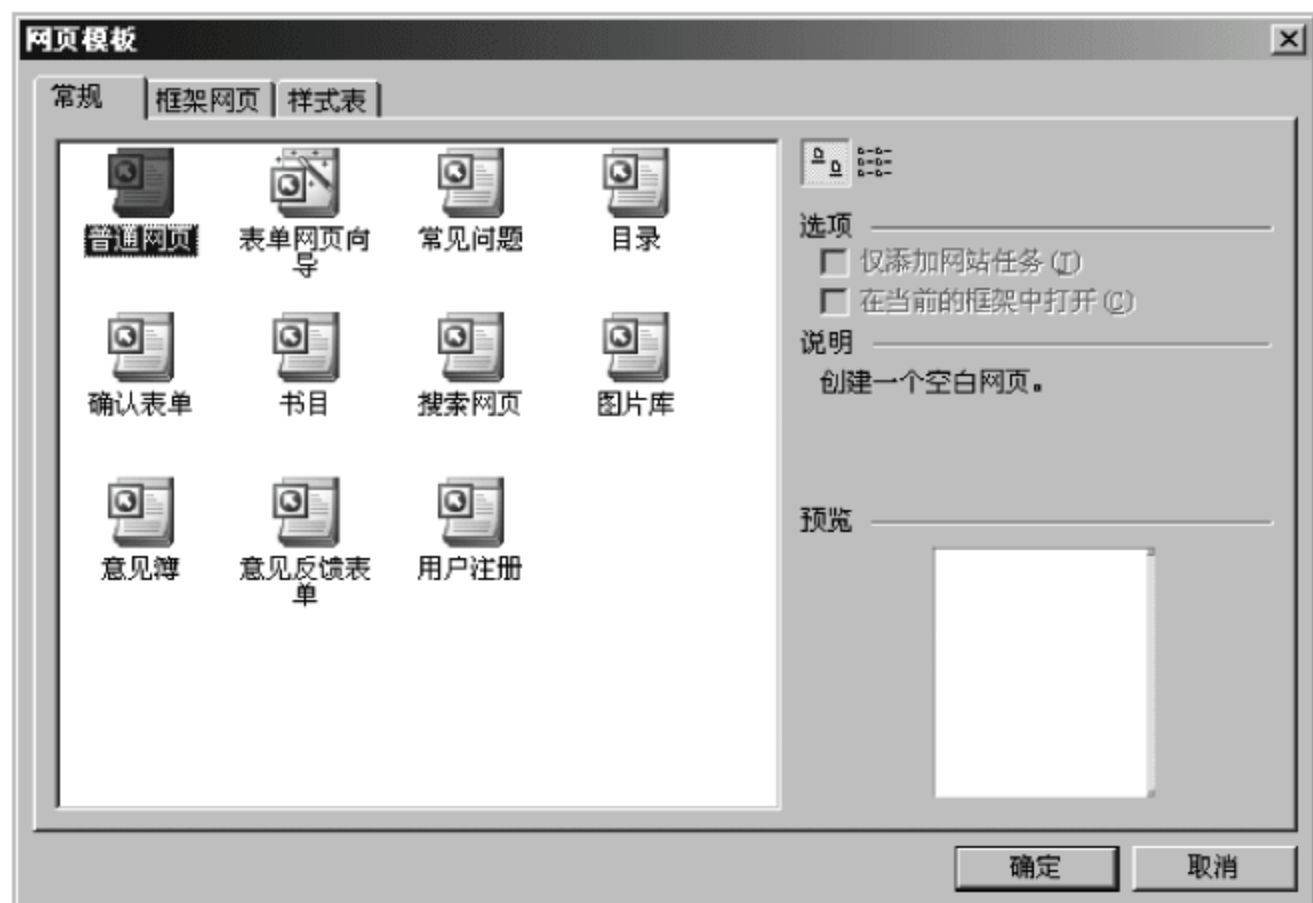 网页模板
常规 框架网页 样式表
普通网页 表单网页向 常见问题 目录
导
确认表单 书目 搜索网页 图片库
意见簿 意见反馈表 用户注册
单
选项
仅添加网站任务(T)
在当前的框架中打开(C)
说明
创建一个空白网页。
预览
确定 取消